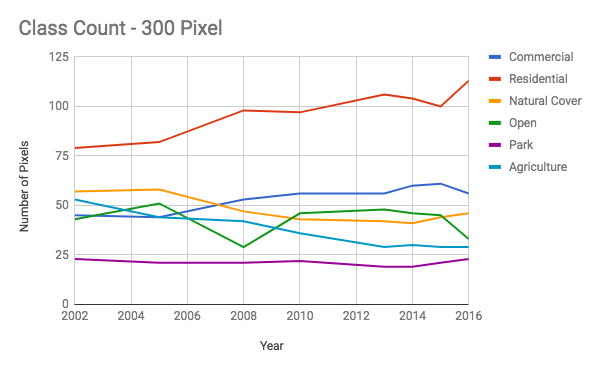 Class Count - 300 Pixel
Number of Pixels
125
100
75
50
25
0
2002 2004 2006 2008 2010 2012 2014 2016
Year
Commercial
Residential
Natural Cover
Open
Park
Agriculture